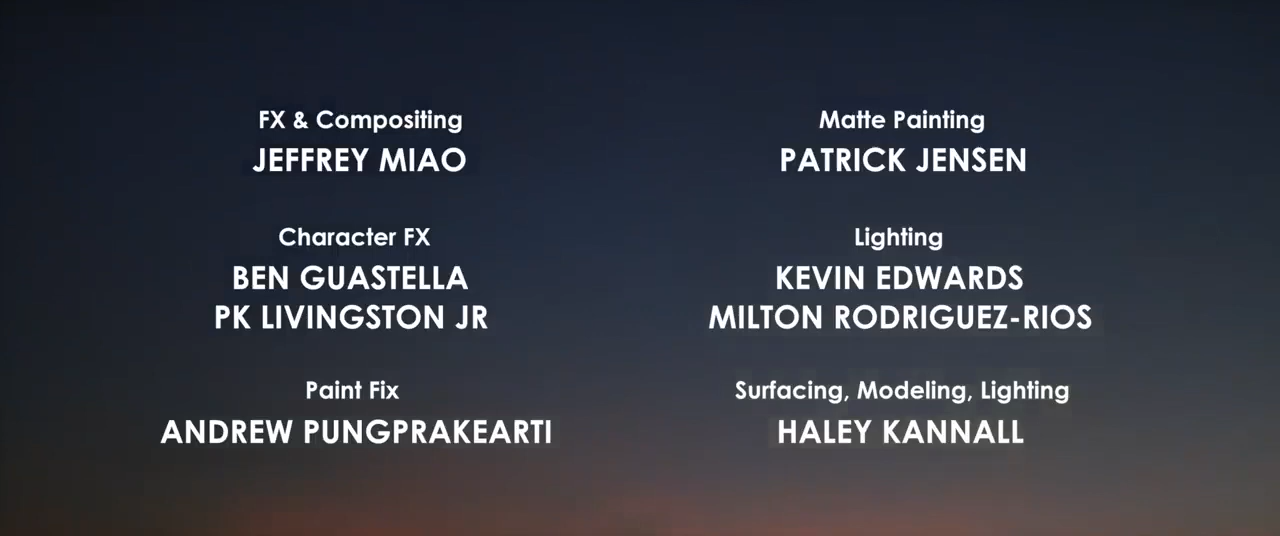 FX & Compositing
JEFFREY MIAO
Character FX
BEN GUASTELLA
PK LIVINGSTON JR
Paint Fix
ANDREW PUNGPRAKEARTI
Matte Painting
PATRICK JENSEN
Lighting
KEVIN EDWARDS
MILTON RODRIGUEZ-RIOS
Surfacing, Modeling, Lighting
HALEY KANNALL